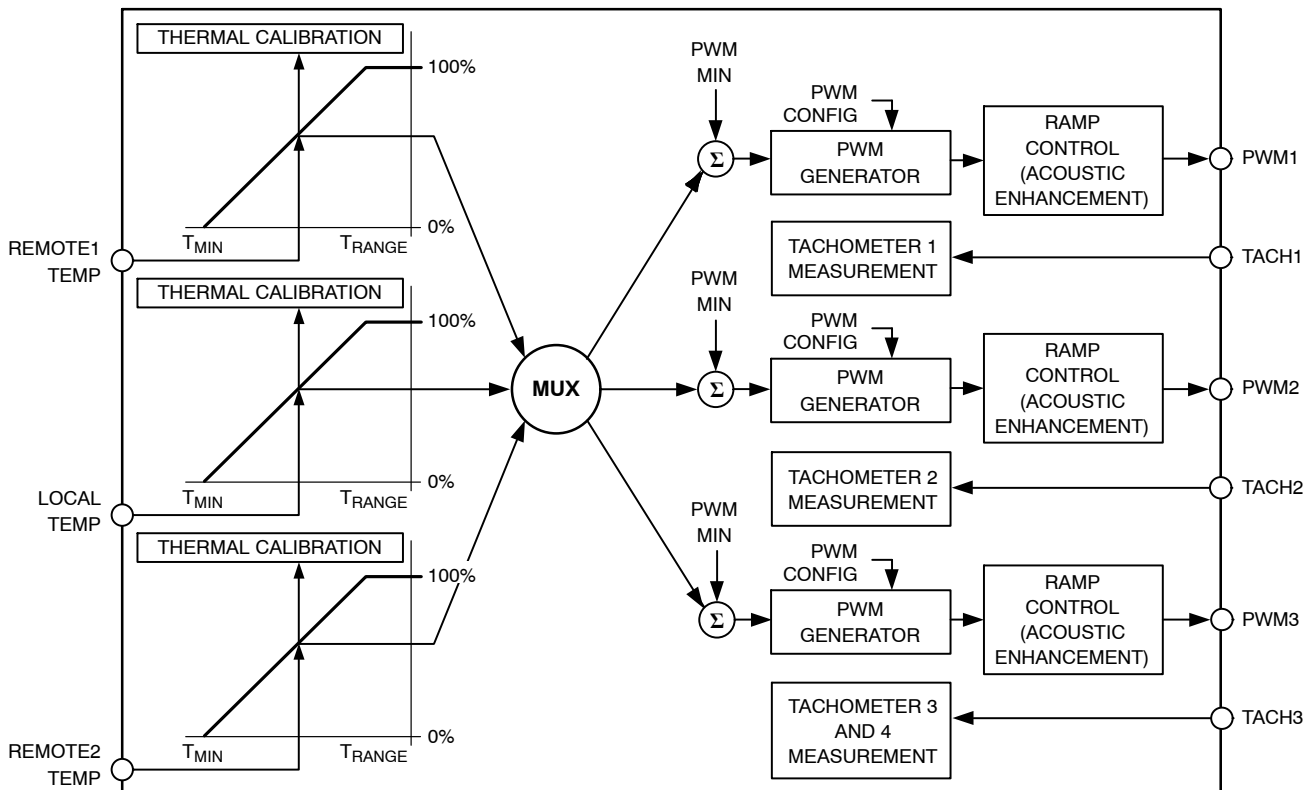 THERMAL CALIBRATION
100%
0%
T_MIN
T_RANGE
REMOTE1
TEMP
THERMAL CALIBRATION
100%
0%
T_MIN
T_RANGE
LOCAL
TEMP
THERMAL CALIBRATION
100%
0%
T_MIN
T_RANGE
REMOTE2
TEMP
MUX
PWM
MIN
Σ
PWM
CONFIG
PWM
GENERATOR
RAMP
CONTROL
(ACOUSTIC
ENHANCEMENT)
PWM1
TACHOMETER 1
MEASUREMENT
TACH1
PWM
MIN
Σ
PWM
CONFIG
PWM
GENERATOR
RAMP
CONTROL
(ACOUSTIC
ENHANCEMENT)
PWM2
TACHOMETER 2
MEASUREMENT
TACH2
PWM
MIN
Σ
PWM
CONFIG
PWM
GENERATOR
RAMP
CONTROL
(ACOUSTIC
ENHANCEMENT)
PWM3
TACHOMETER 3
AND 4
MEASUREMENT
TACH3